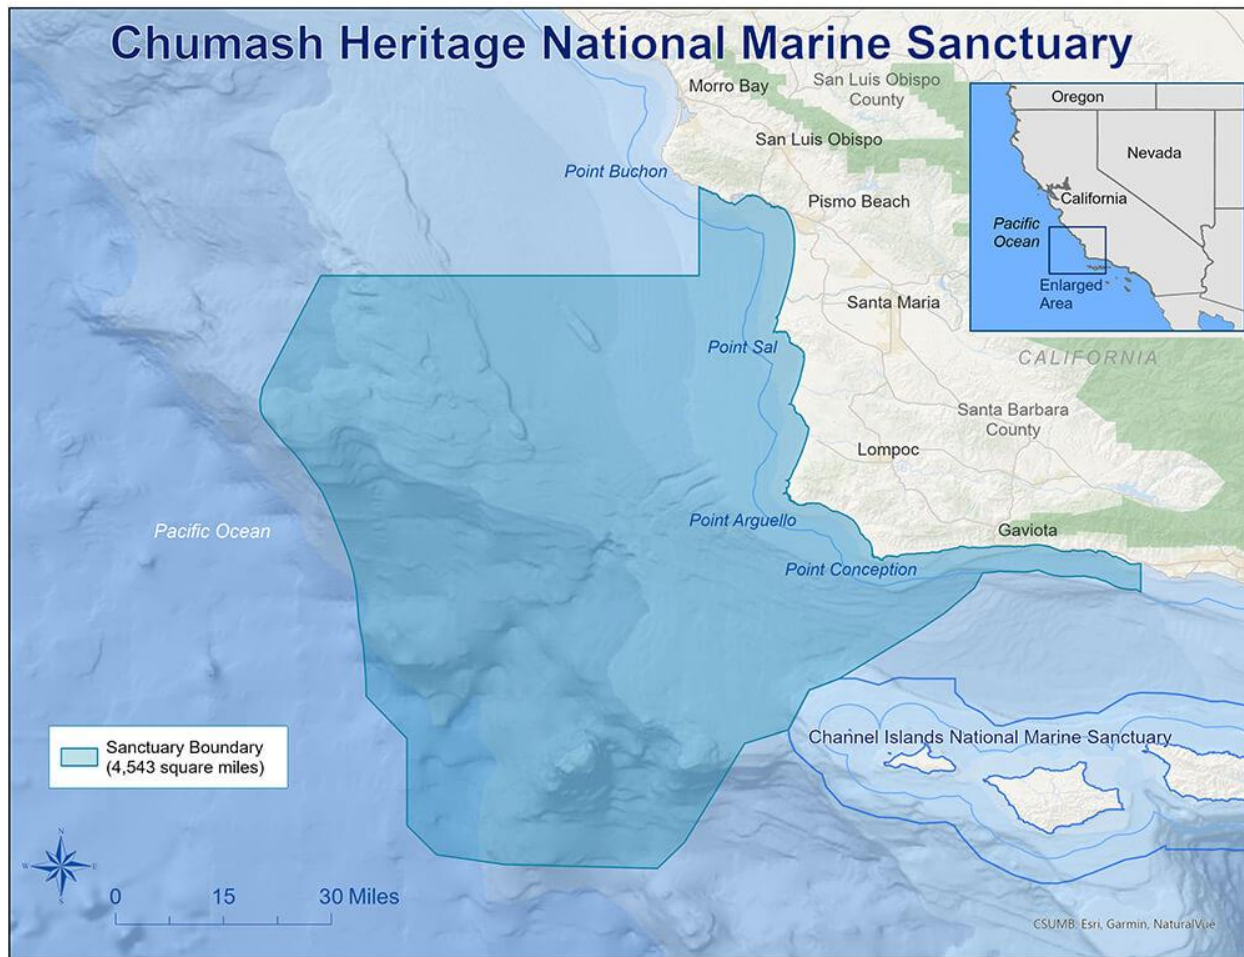 Chumash Heritage National Marine Sanctuary
Morro Bay
San Luis Obispo
County
San Luis Obispo
Point Buchon
Pismo Beach
Oregon
Nevada
California
Pacific
Ocean
Enlarged
Area
Santa Maria
Point Sal
CALIFORNIA
Santa Barbara
County
Lompoc
Pacific Ocean
Point Arguello
Gaviota
Point Conception
Channel Islands National Marine Sanctuary
Sanctuary Boundary
(4,543 square miles)
N
W
E
S
0 15 30 Miles
CSUMB, Esri, Garmin, NaturalVue